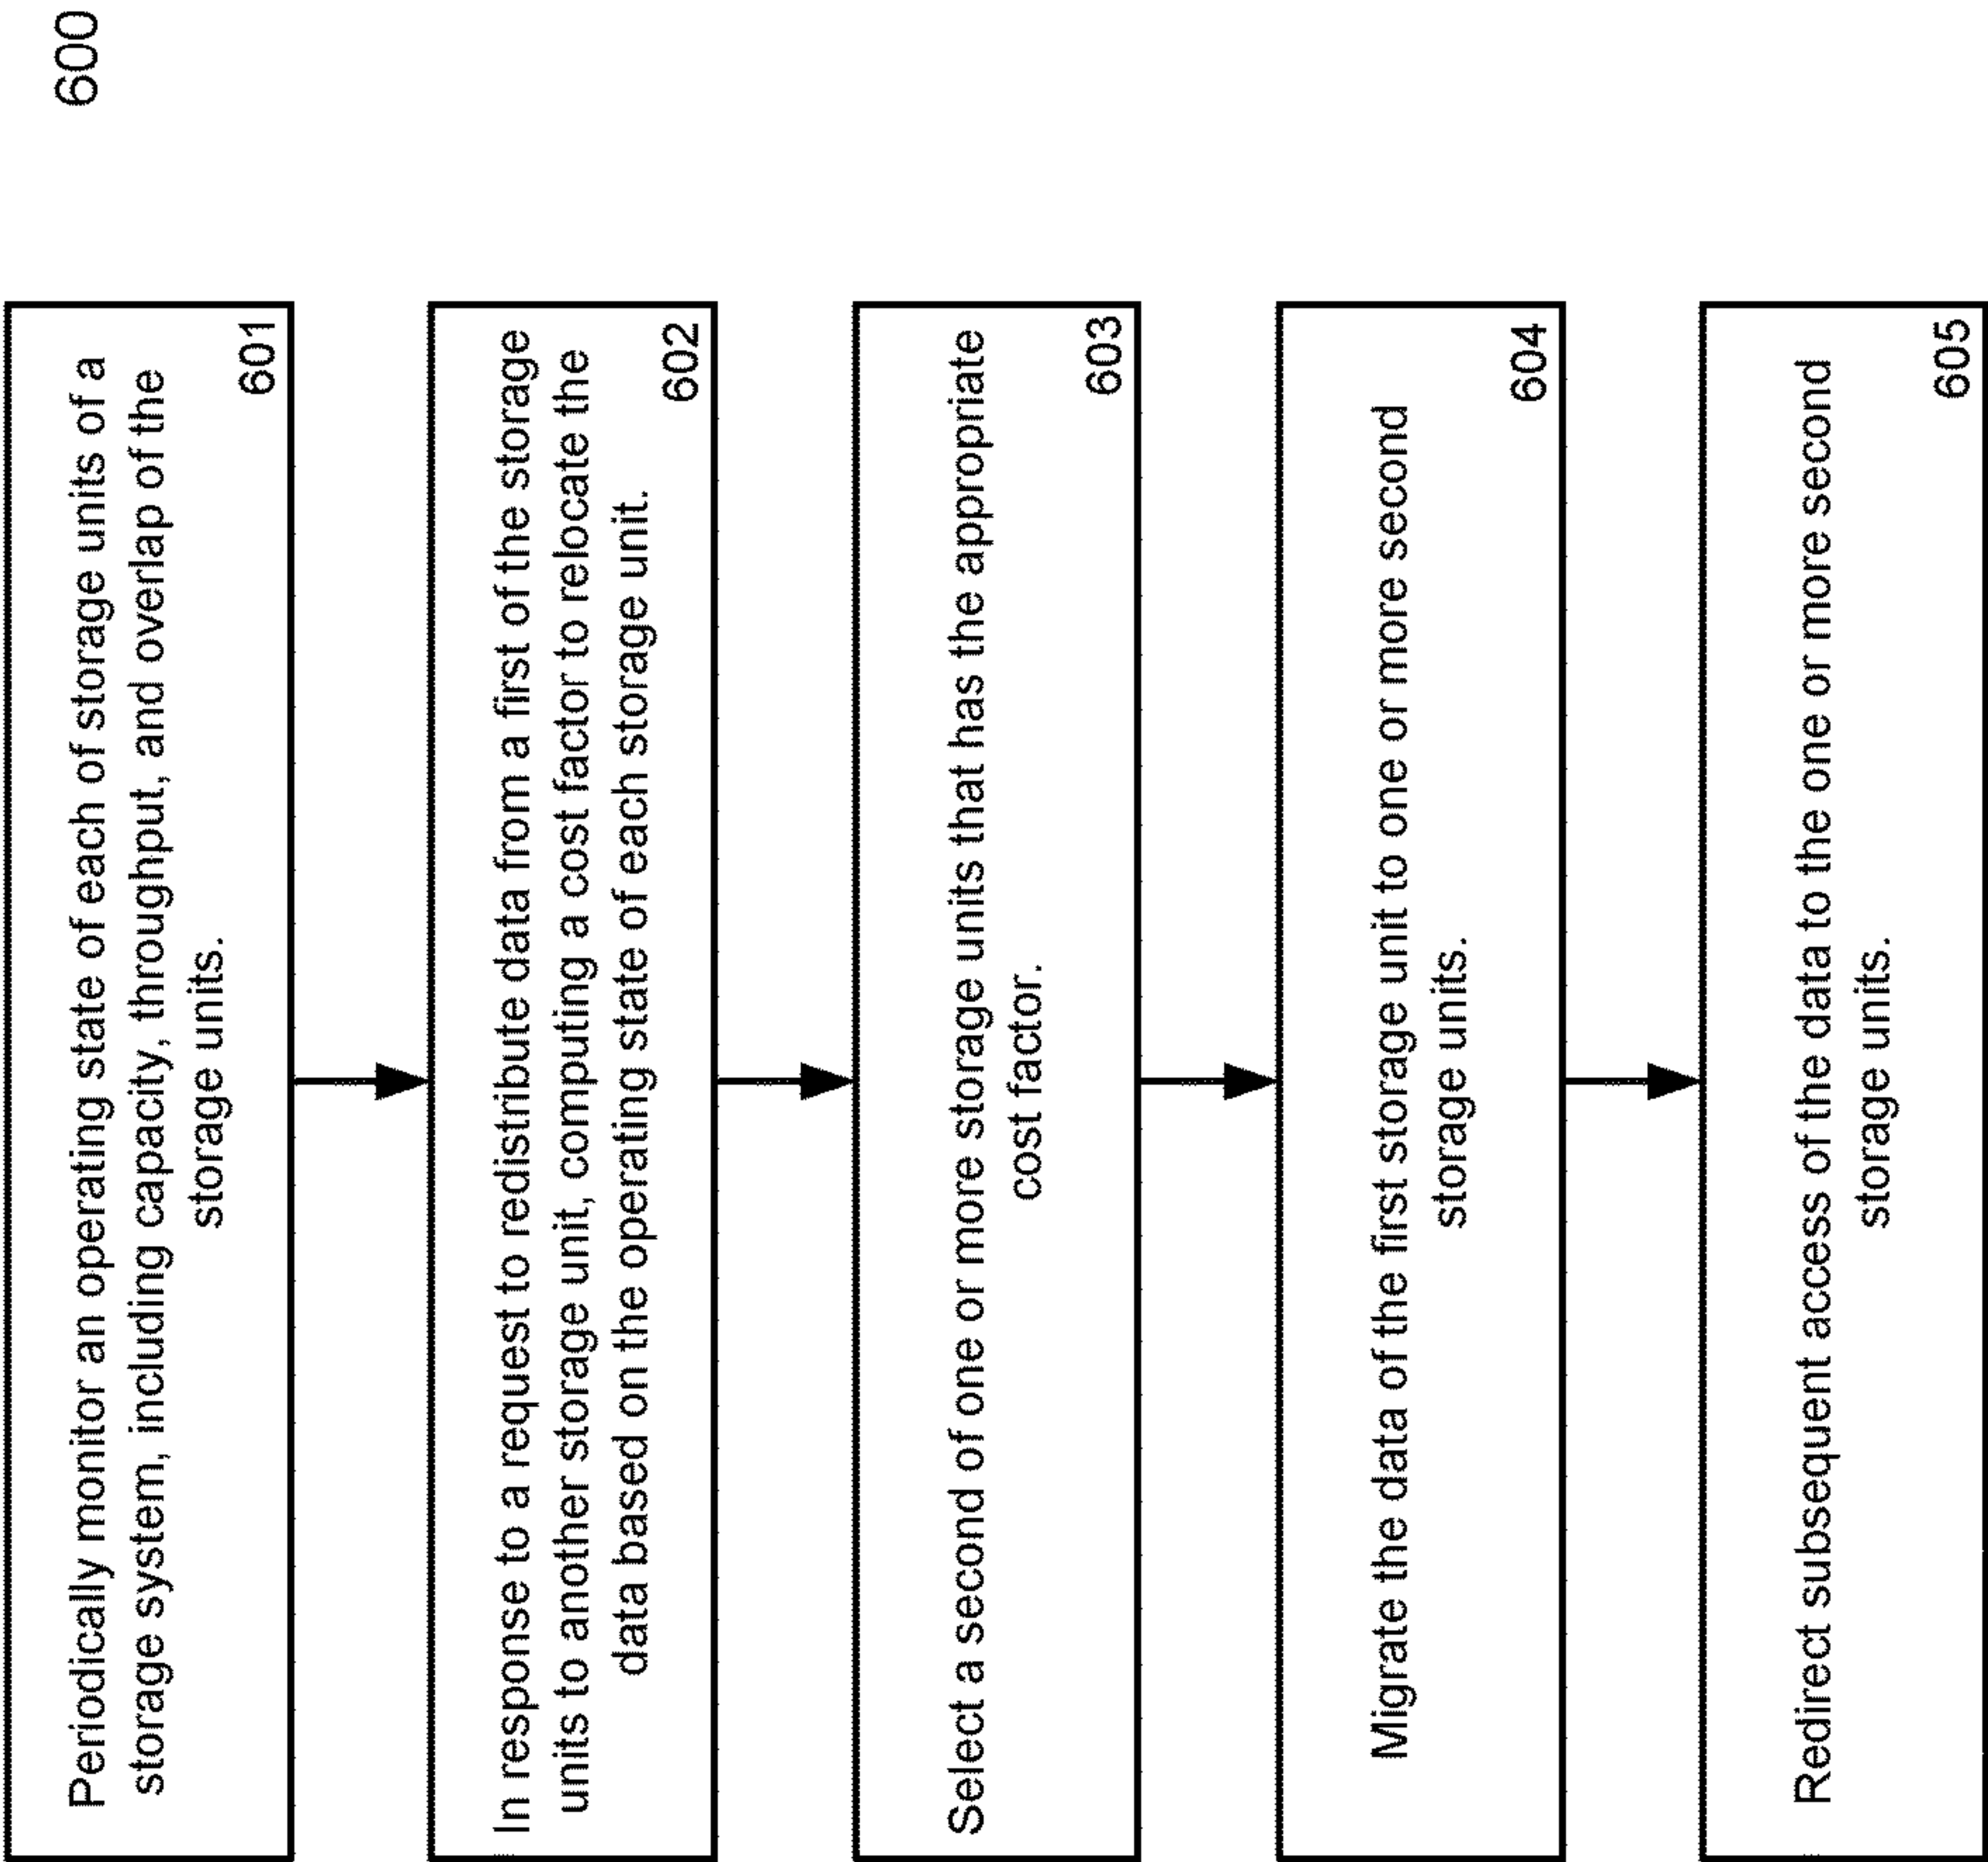 600
Periodically monitor an operating state of each of storage units of a
storage system, including capacity, throughput, and overlap of the
storage units.
601
In response to a request to redistribute data from a first of the storage
units to another storage unit, computing a cost factor to relocate the
data based on the operating state of each storage unit.
602
Select a second of one or more storage units that has the appropriate
cost factor.
603
Migrate the data of the first storage unit to one or more second
storage units.
604
Redirect subsequent access of the data to the one or more second
storage units.
605